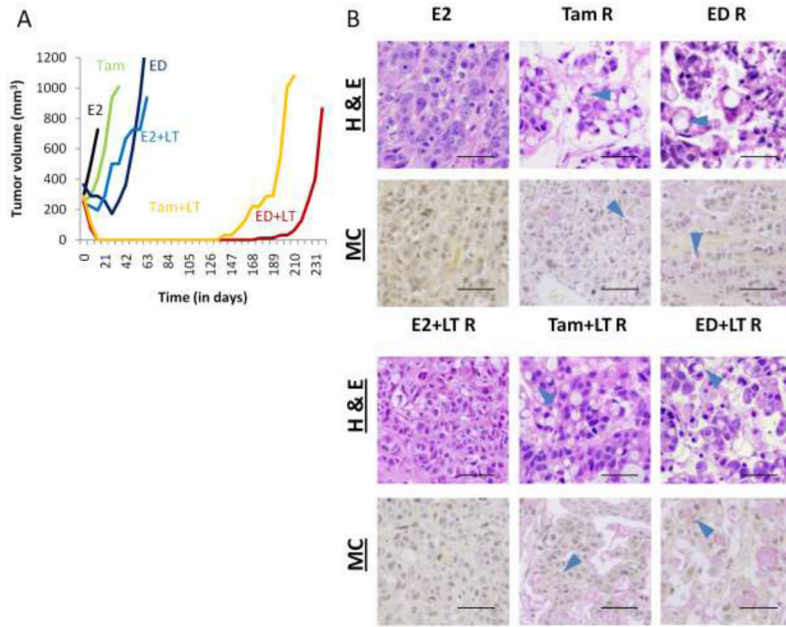 A
Tumor volume (mm³)
1200
1000
800
600
400
200
0
Tam
ED
E2
E2+LT
Tam+LT
ED+LT
0
21
42
63
84
105
126
147
168
189
210
231
Time (in days)
B
E2
Tam R
ED R
H & E
MC
E2+LT R
Tam+LT R
ED+LT R
H & E
MC